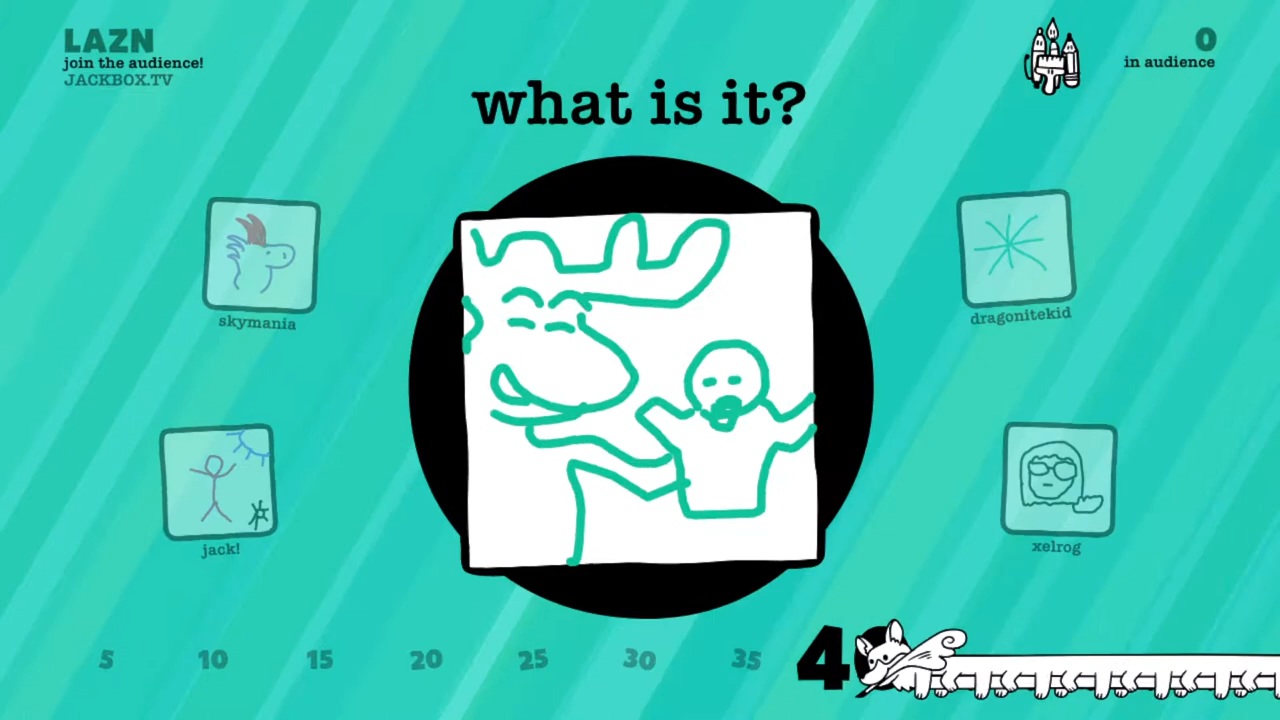 LAZN
join the audience!
JACKBOX.TV
0
in audience
what is it?
skymania
dragonitekid
jack!
xelrog
5 10 15 20 25 30 35 40